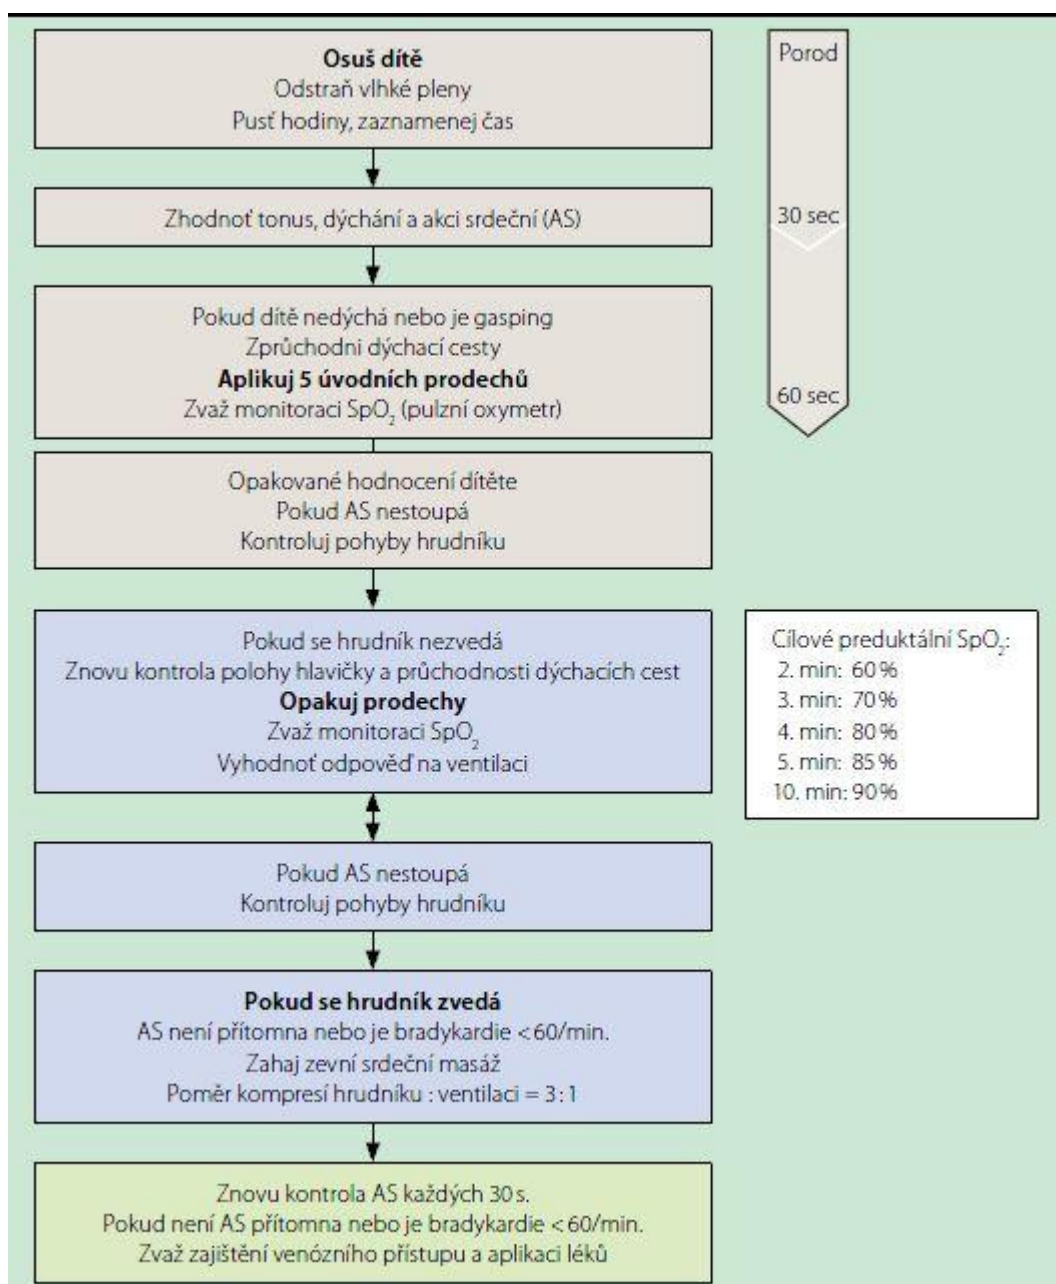 Osuš dítě
Odstraň vlhké pleny
Pusť hodiny, zaznamenej čas
Porod
Zhodnoť tonus, dýchání a akci srdeční (AS)
30 sec
Pokud dítě nedýchá nebo je gasping
Zprůchodni dýchací cesty
Aplikuj 5 úvodních prodechů
Zvaž monitoraci SpO₂ (pulzní oxymetr)
60 sec
Opakované hodnocení dítěte
Pokud AS nestoupá
Kontroluj pohyby hrudníku
Pokud se hrudník nezvedá
Znovu kontrola polohy hlavičky a průchodnosti dýchacích cest
Opakuj prodechy
Zvaž monitoraci SpO₂
Vyhodnoť odpověď na ventilaci
Cílové preduktální SpO₂:
2. min: 60 %
3. min: 70 %
4. min: 80 %
5. min: 85 %
10. min: 90 %
Pokud AS nestoupá
Kontroluj pohyby hrudníku
Pokud se hrudník zvedá
AS není přítomna nebo je bradykardie < 60/min.
Zahaj zevní srdeční masáž
Poměr kompresí hrudníku : ventilaci = 3 : 1
Znovu kontrola AS každých 30 s.
Pokud není AS přítomna nebo je bradykardie < 60/min.
Zvaž zajištění venózního přístupu a aplikaci léků